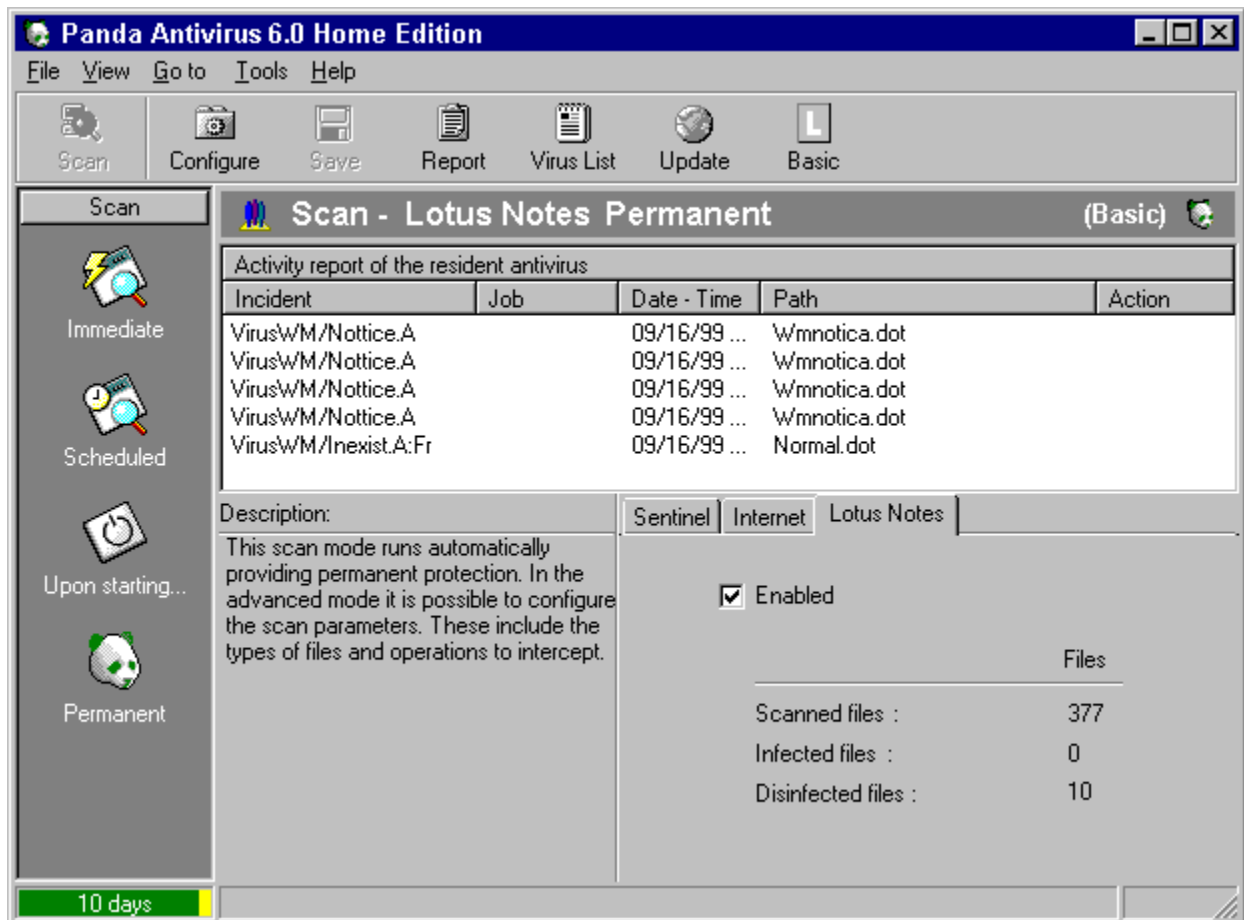 Panda Antivirus 6.0 Home Edition
File View Go to Tools Help
Scan Configure Save Report Virus List Update L Basic
Scan
Immediate
Scheduled
Upon starting...
Permanent
Scan - Lotus Notes Permanent (Basic)
Activity report of the resident antivirus
Incident Job Date - Time Path Action
VirusWM/Nottice.A 09/16/99 ... Wmnotica.dot
VirusWM/Nottice.A 09/16/99 ... Wmnotica.dot
VirusWM/Nottice.A 09/16/99 ... Wmnotica.dot
VirusWM/Nottice.A 09/16/99 ... Wmnotica.dot
VirusWM/Inexist.A:Fr 09/16/99 ... Normal.dot
Description:
This scan mode runs automatically
providing permanent protection. In the
advanced mode it is possible to configure
the scan parameters. These include the
types of files and operations to intercept.
Sentinel Internet Lotus Notes
Enabled
Files
Scanned files : 377
Infected files : 0
Disinfected files : 10
10 days